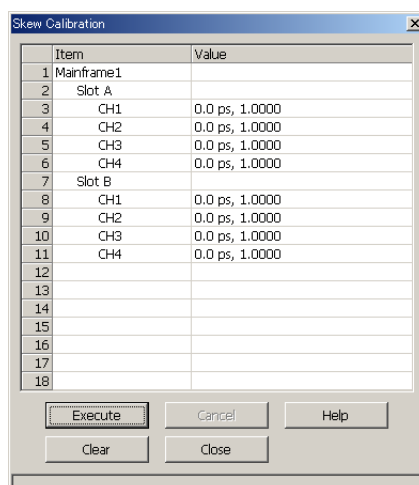 Skew Calibration
Item Value
1 Mainframe1
2 Slot A
3 CH1 0.0 ps, 1.0000
4 CH2 0.0 ps, 1.0000
5 CH3 0.0 ps, 1.0000
6 CH4 0.0 ps, 1.0000
7 Slot B
8 CH1 0.0 ps, 1.0000
9 CH2 0.0 ps, 1.0000
10 CH3 0.0 ps, 1.0000
11 CH4 0.0 ps, 1.0000
12
13
14
15
16
17
18
Execute Cancel Help
Clear Close